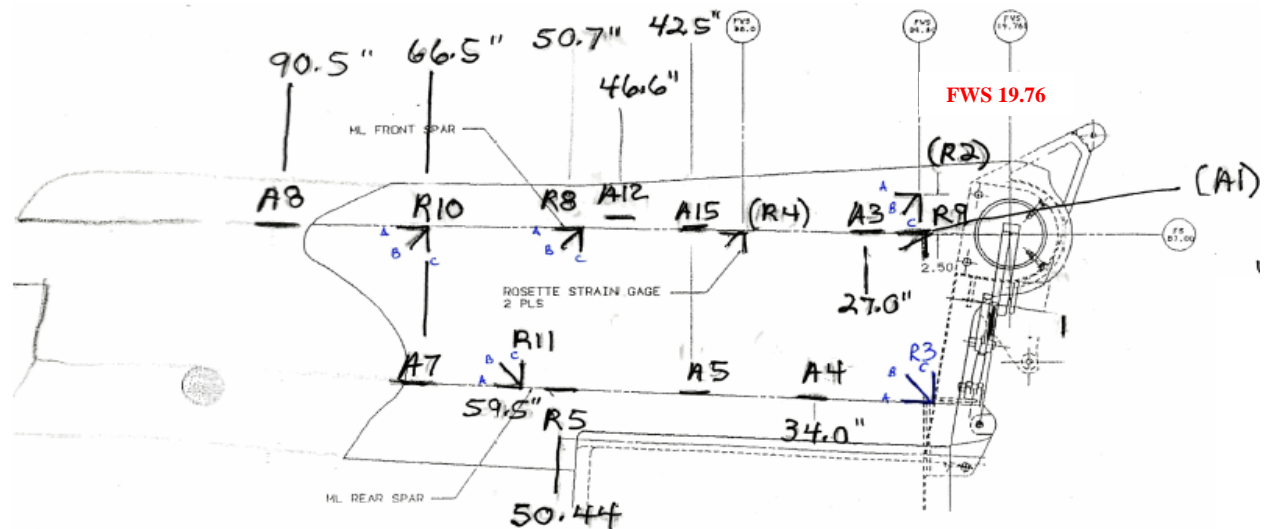 90.5"
66.5"
50.7"
42.5"
46.6"
FWS 19.76
ML FRONT SPAR
(R2)
(A1)
A8
R10
R8
A12
A15
(R4)
A3
R9
A
B
C
A
B
C
A
B
C
2.50
ROSETTE STRAIN GAGE
2 PLS
27.0"
FS
57.00
A7
R11
A
B
C
59.5"
R5
A5
A4
34.0"
R3
A
B
C
ML REAR SPAR
50.44